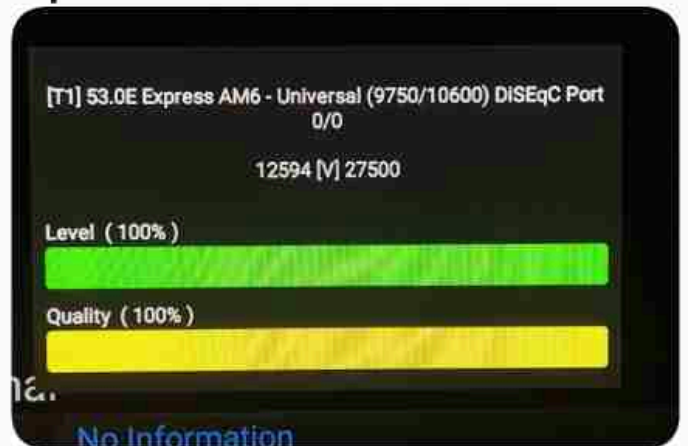 [T1] 53.0E Express AM6 - Universal (9750/10600) DiSEqC Port
0/0
12594 [V] 27500
Level ( 100% )
Quality ( 100% )
No Information